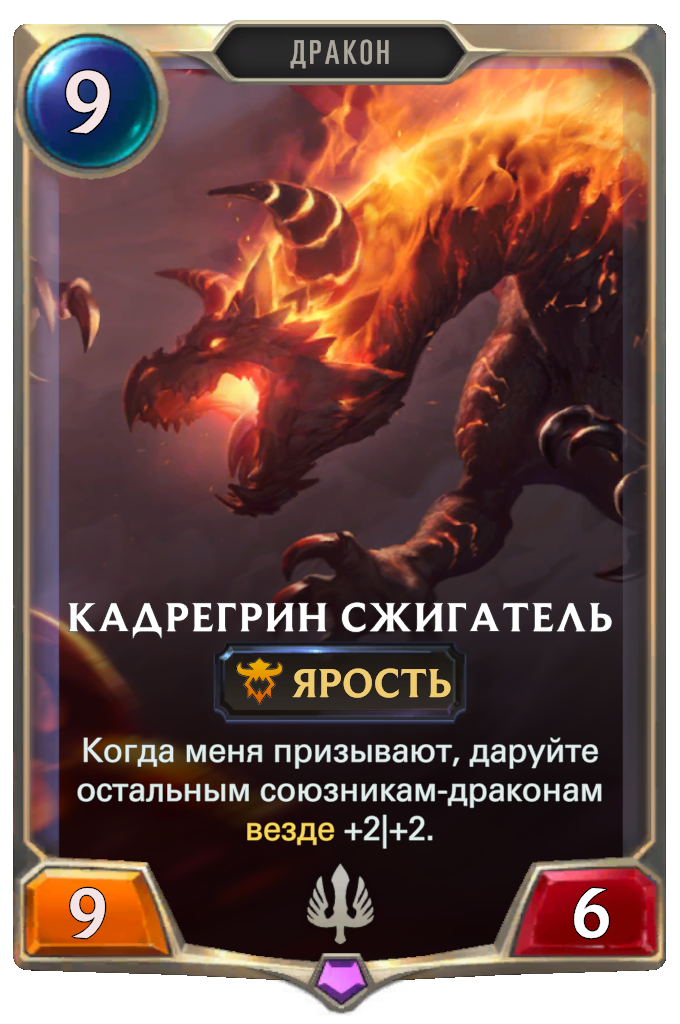 ДРАКОН
9
КАДРЕГРИН СЖИГАТЕЛЬ
ЯРОСТЬ
Когда меня призывают, даруйте
остальным союзникам-драконам
везде +2|+2.
9
6